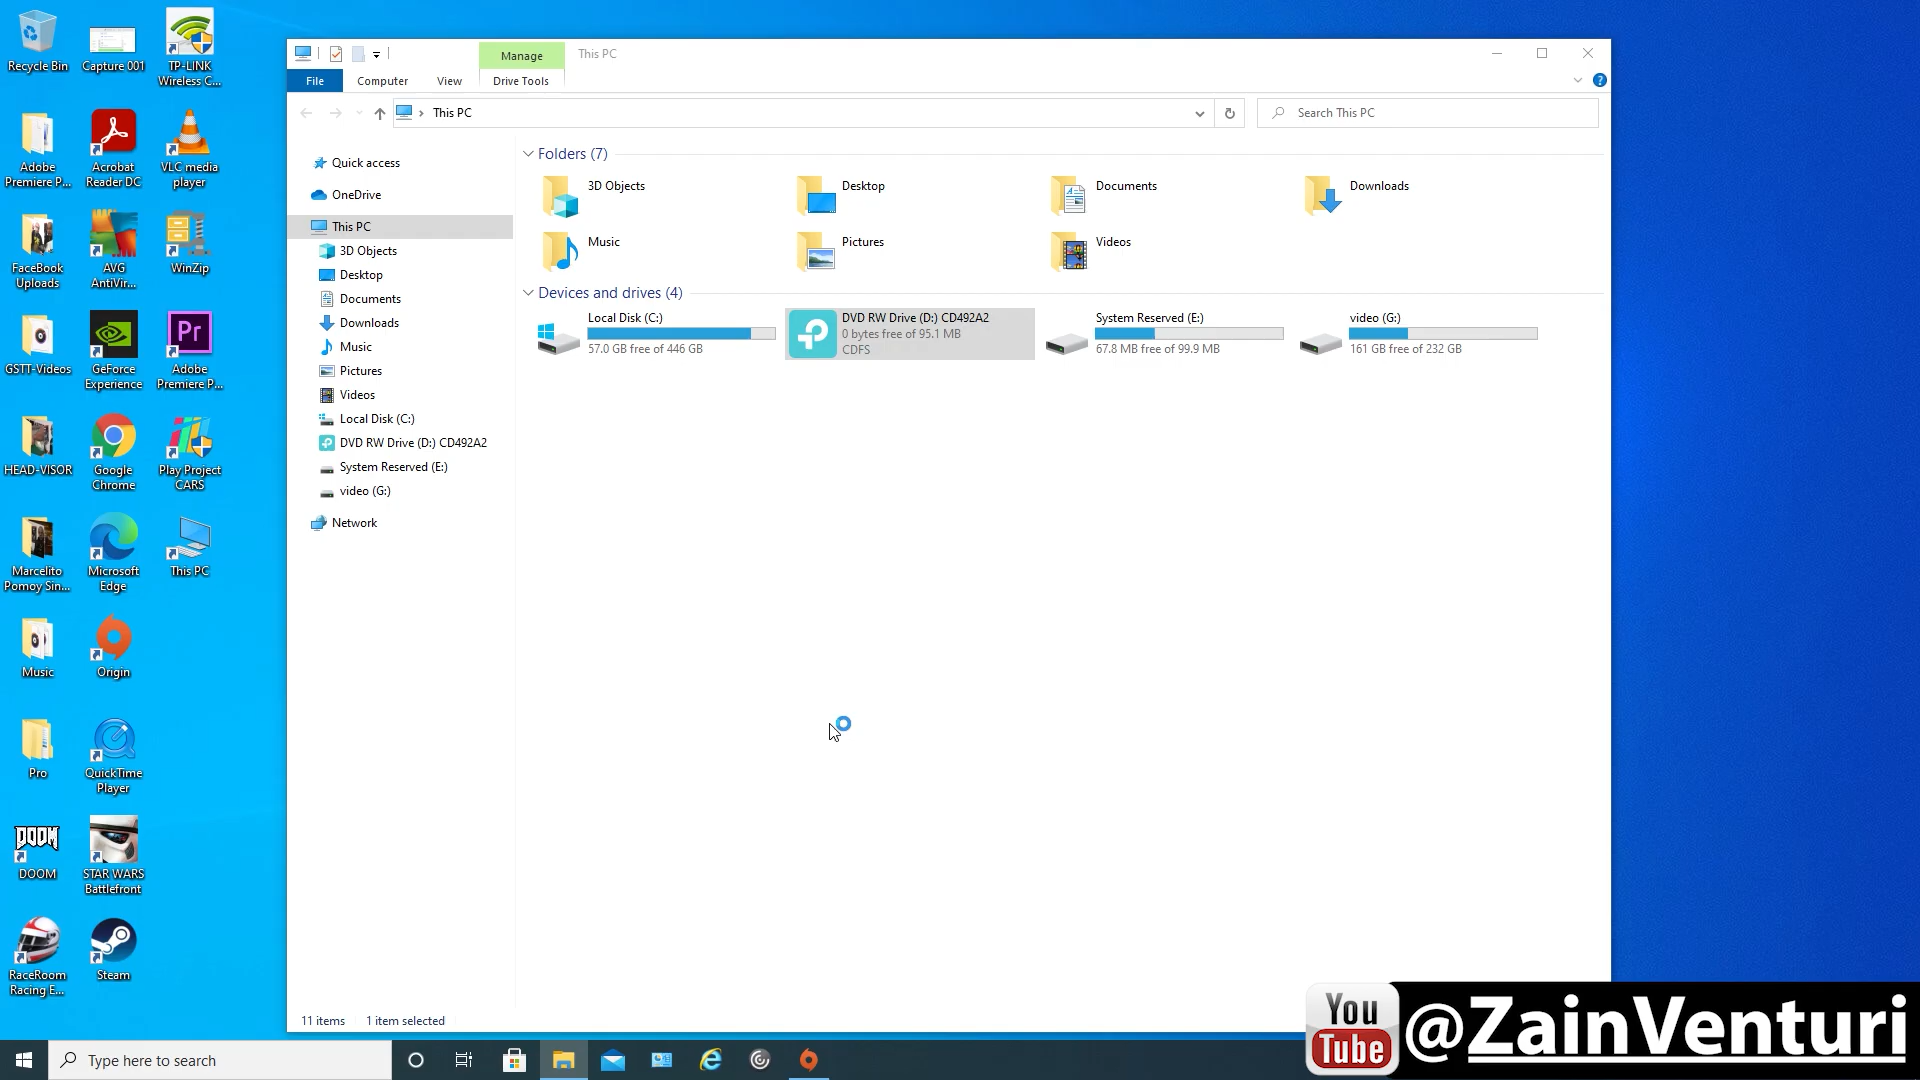 Recycle Bin
Capture 001
TP-LINK
Wireless C...
Adobe
Premiere P...
Acrobat
Reader DC
VLC media
player
FaceBook
Uploads
AVG
AntiVir...
WinZip
GSTT-Videos
GeForce
Experience
Pr
Adobe
Premiere P...
HEAD-VISOR
Google
Chrome
Play Project
CARS
Marcelito
Pomoy Sin...
Microsoft
Edge
This PC
Music
Origin
Pro
QuickTime
Player
DOOM
DOOM
STAR WARS
Battlefront
RaceRoom
Racing E...
Steam
Manage
This PC
File
Computer
View
Drive Tools
This PC
Search This PC
Quick access
OneDrive
This PC
3D Objects
Desktop
Documents
Downloads
Music
Pictures
Videos
Local Disk (C:)
DVD RW Drive (D:) CD492A2
System Reserved (E:)
video (G:)
Network
Folders (7)
3D Objects
Desktop
Documents
Downloads
Music
Pictures
Videos
Devices and drives (4)
Local Disk (C:)
57.0 GB free of 446 GB
DVD RW Drive (D:) CD492A2
0 bytes free of 95.1 MB
CDFS
System Reserved (E:)
67.8 MB free of 99.9 MB
video (G:)
161 GB free of 232 GB
11 items
1 item selected
Type here to search
You
Tube
@ZainVenturi